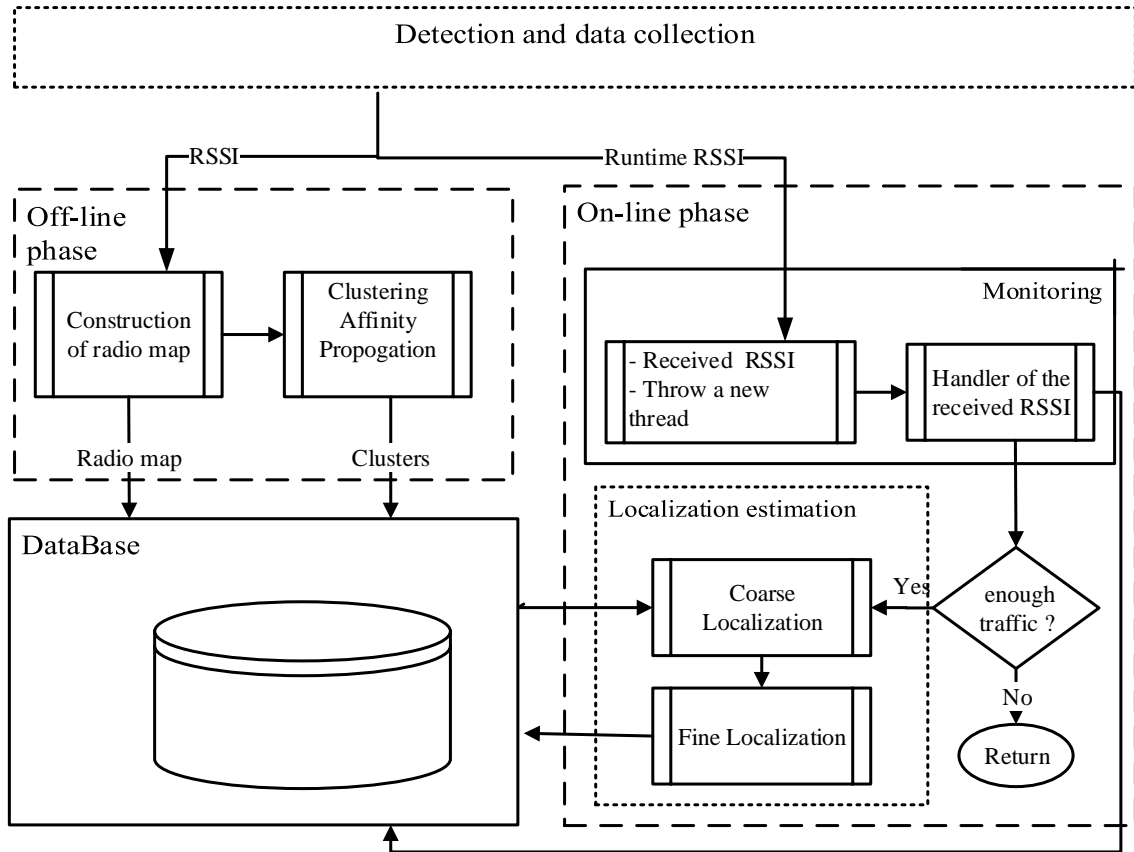 Detection and data collection
RSSI
Runtime RSSI
Off-line
phase
Construction
of radio map
Clustering
Affinity
Propogation
Radio map
Clusters
On-line phase
Monitoring
- Received RSSI
- Throw a new
thread
Handler of the
received RSSI
DataBase
Localization estimation
Coarse
Localization
Yes
enough
traffic ?
Fine Localization
No
Return